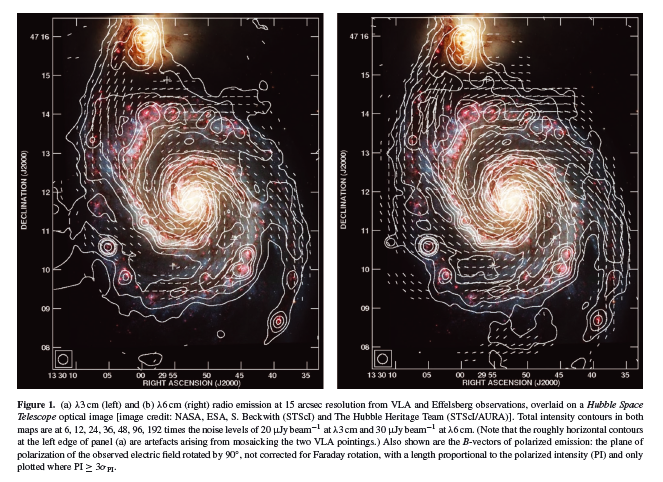 DECLINATION (J2000)
47 16
15
14
13
12
11
10
09
08
13 30 10
05
00
29 55
50
45
40
35
RIGHT ASCENSION (J2000)
DECLINATION (J2000)
47 16
15
14
13
12
11
10
09
08
13 30 10
05
00
29 55
50
45
40
35
RIGHT ASCENSION (J2000)
Figure 1. (a) λ3 cm (left) and (b) λ6 cm (right) radio emission at 15 arcsec resolution from VLA and Effelsberg observations, overlaid on a Hubble Space
Telescope optical image [image credit: NASA, ESA, S. Beckwith (STScI) and The Hubble Heritage Team (STScI/AURA)]. Total intensity contours in both
maps are at 6, 12, 24, 36, 48, 96, 192 times the noise levels of 20 μJy beam⁻¹ at λ3 cm and 30 μJy beam⁻¹ at λ6 cm. (Note that the roughly horizontal contours
at the left edge of panel (a) are artefacts arising from mosaicking the two VLA pointings.) Also shown are the B-vectors of polarized emission: the plane of
polarization of the observed electric field rotated by 90°, not corrected for Faraday rotation, with a length proportional to the polarized intensity (PI) and only
plotted where PI ≥ 3σPI.